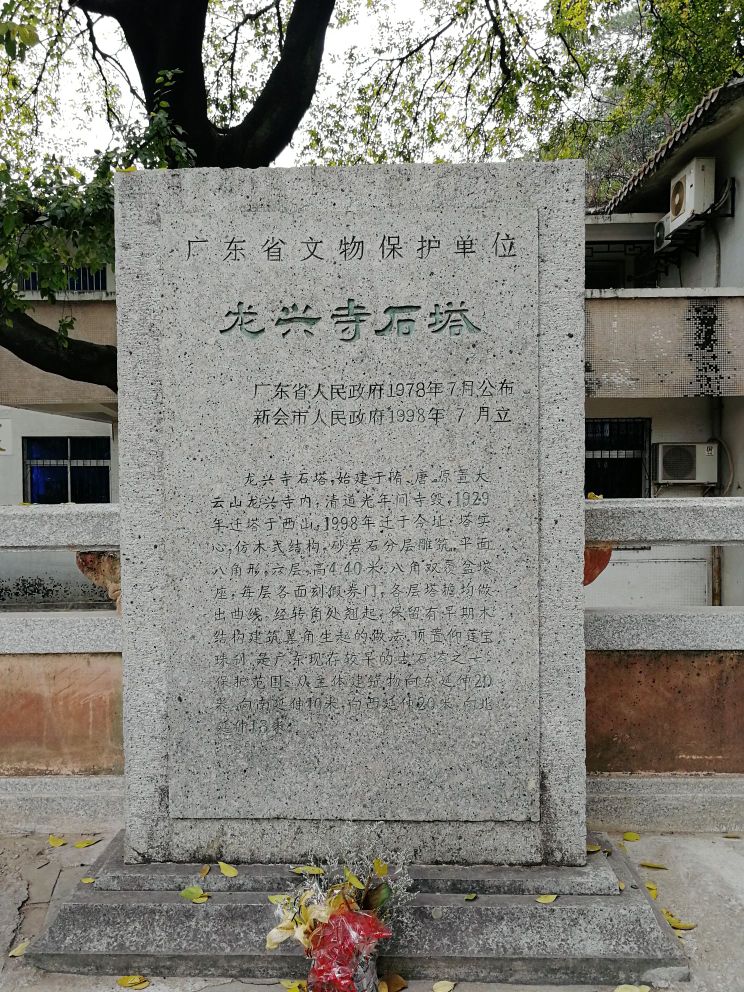 广东省文物保护单位
龙兴寺石塔
广东省人民政府1978年7月公布
新会市人民政府1998年 7 月立
龙兴寺石塔，始建于隋、唐，原置大
云山龙兴寺内，清道光年间寺毁，1929
年迁塔于西山，1998年迁于今址。塔实
心，仿木式结构，砂岩石分层雕筑，平面
八角形，六层，高4.40米，八角双覆盆塔
座，每层各面刻假券门，各层塔檐均做
出曲线，经转角处翘起，保留有早期木
结构建筑翼角生起的做法，顶置仰莲宝
珠刹，是广东现存较早的古石塔之一。
保护范围：从主体建筑物向东延伸20
米，向南延伸10米，向西延伸20米，向北
延伸13米。